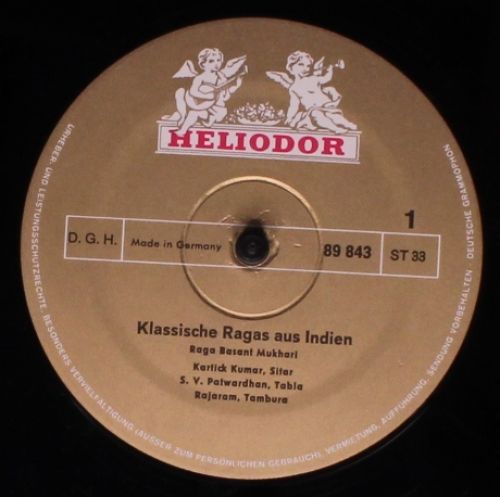 HELIODOR
1
D. G. H.
Made in Germany
89 843
ST 33
Klassische Ragas aus Indien
Raga Basant Mukhari
Kartick Kumar, Sitar
S. V. Patwardhan, Tabla
Rajaram, Tambura
URHEBER- UND LEISTUNGSSCHUTZRECHTE, BESONDERS VERVIELFÄLTIGUNG (AUSSER ZUM PERSÖNLICHEN GEBRAUCH), VERMIETUNG, AUFFÜHRUNG, SENDUNG VORBEHALTEN · DEUTSCHE GRAMMOPHON